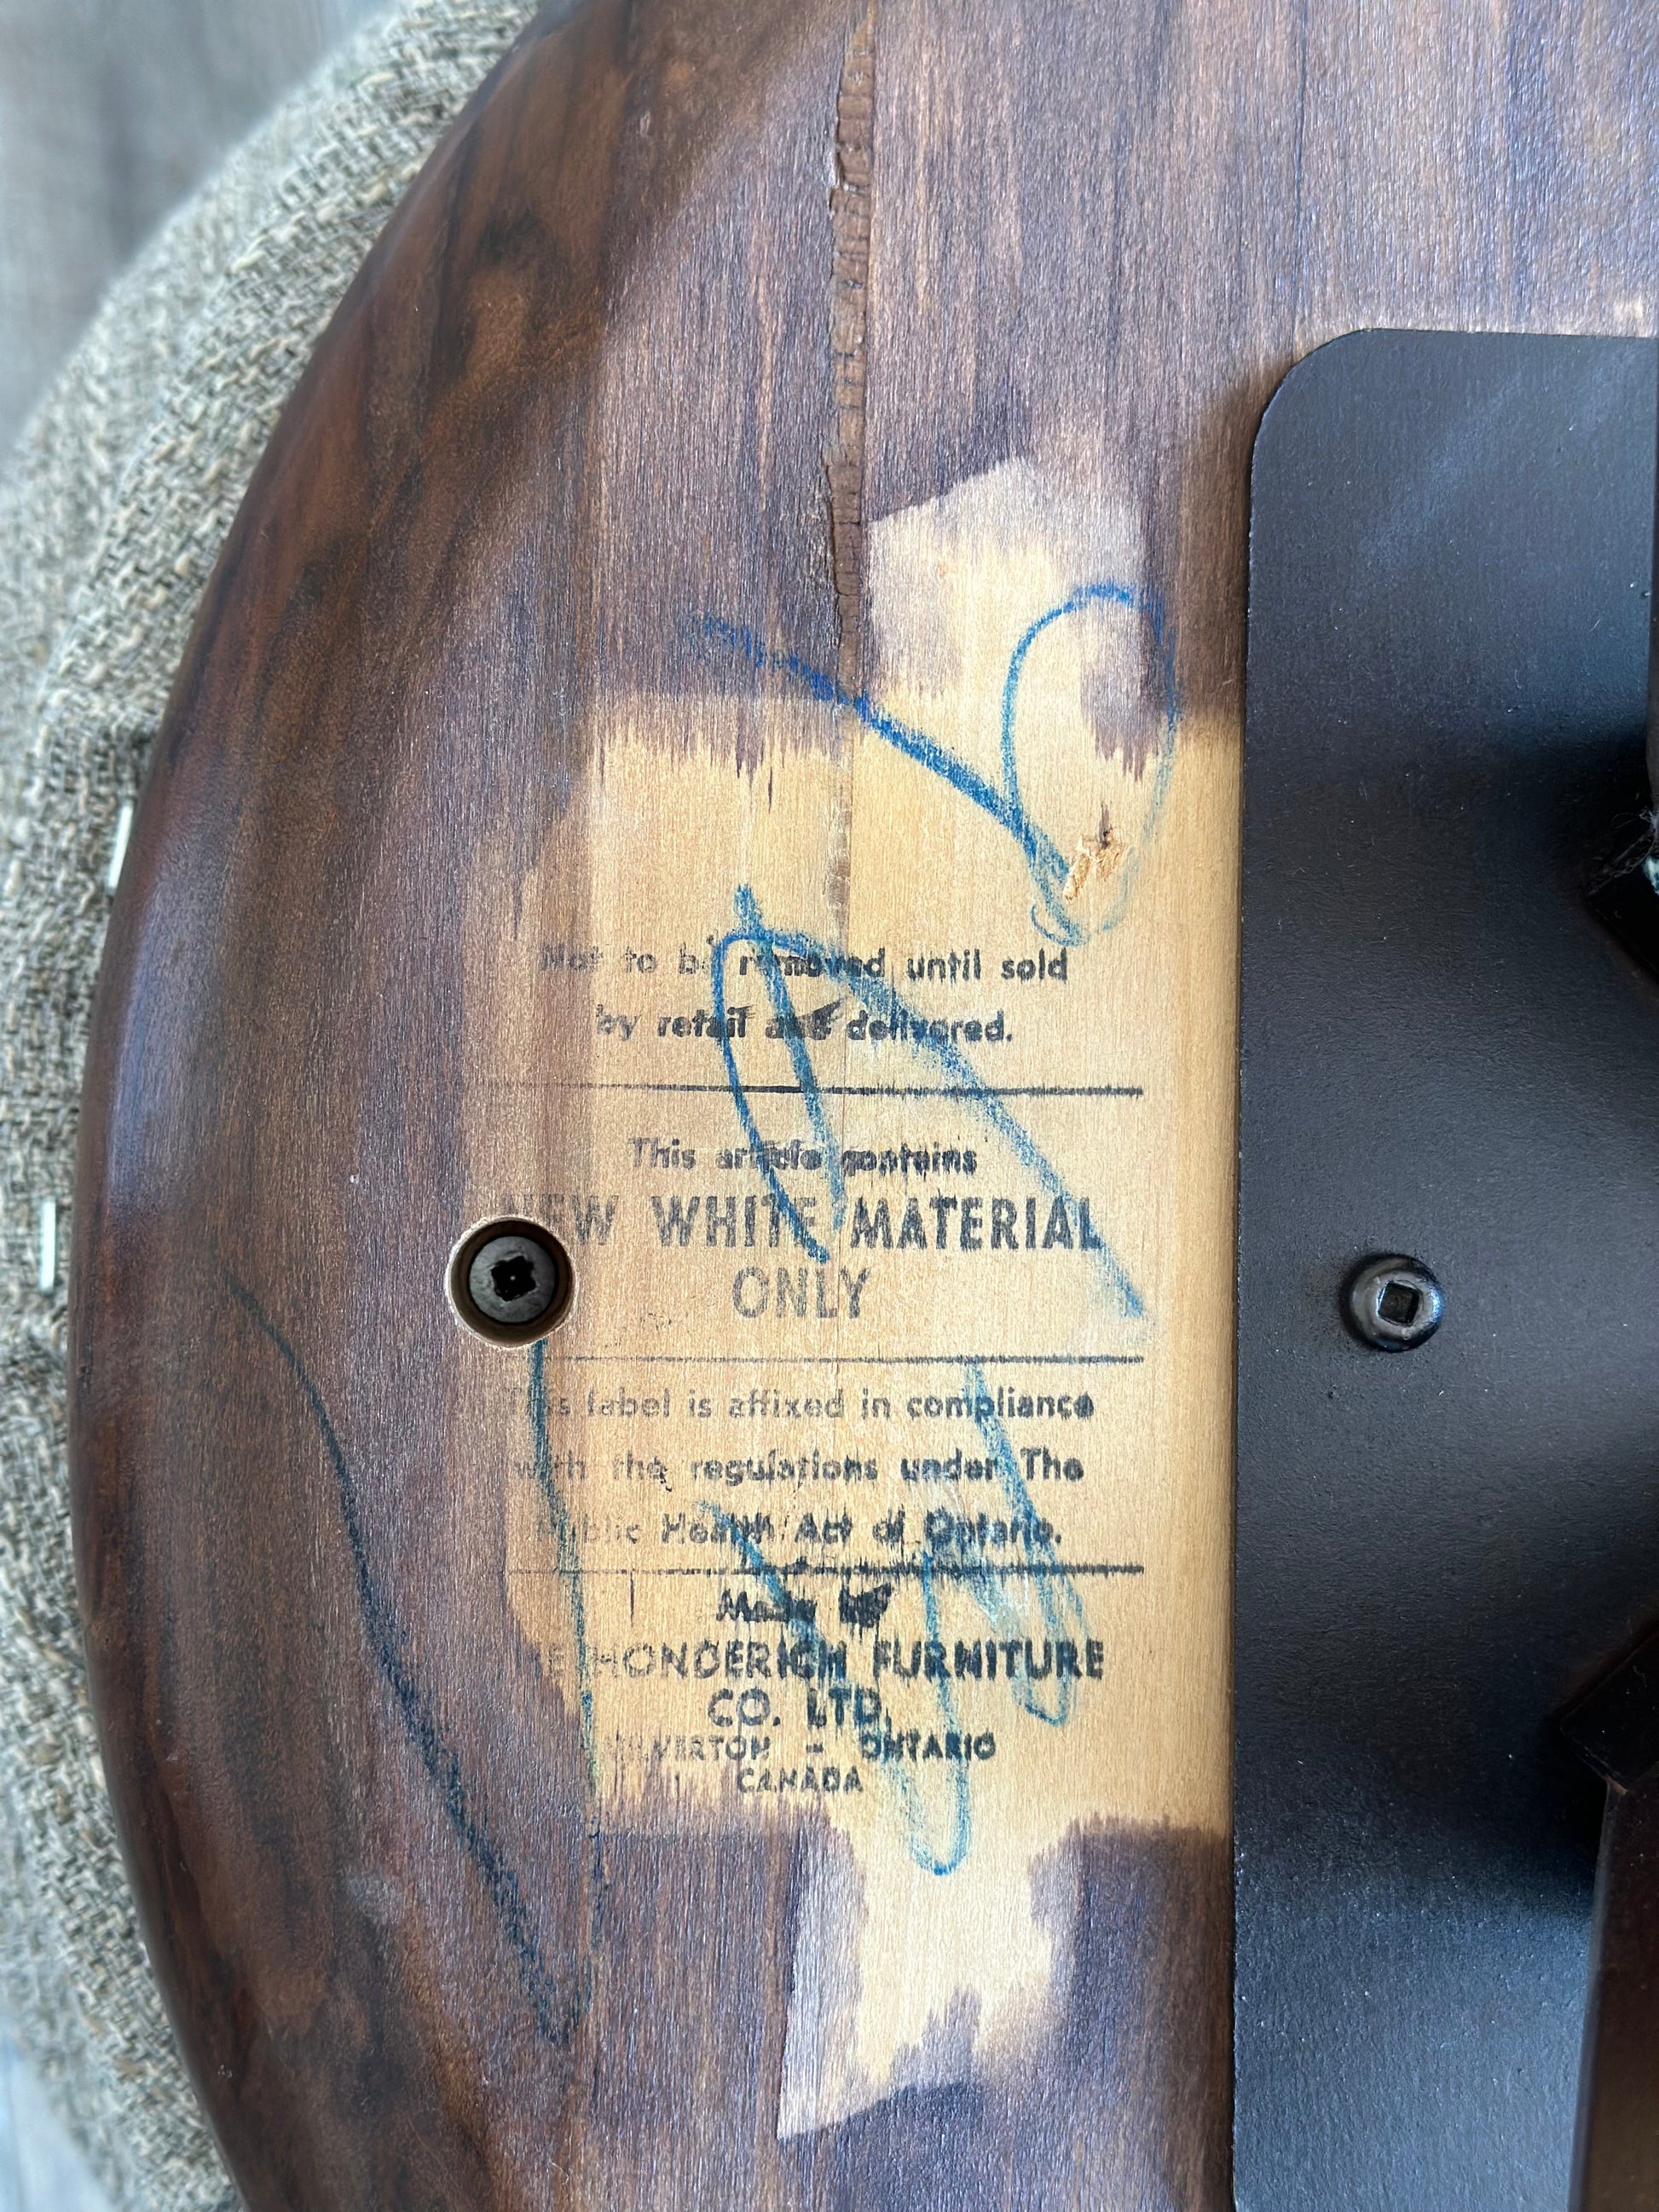 Not to be removed until sold
by retail and delivered.
This article contains
NEW WHITE MATERIAL
ONLY
This label is affixed in compliance
with the regulations under The
Public Health Act of Ontario.
Made by
THE HONDERICH FURNITURE
CO. LTD.
MILVERTON - ONTARIO
CANADA